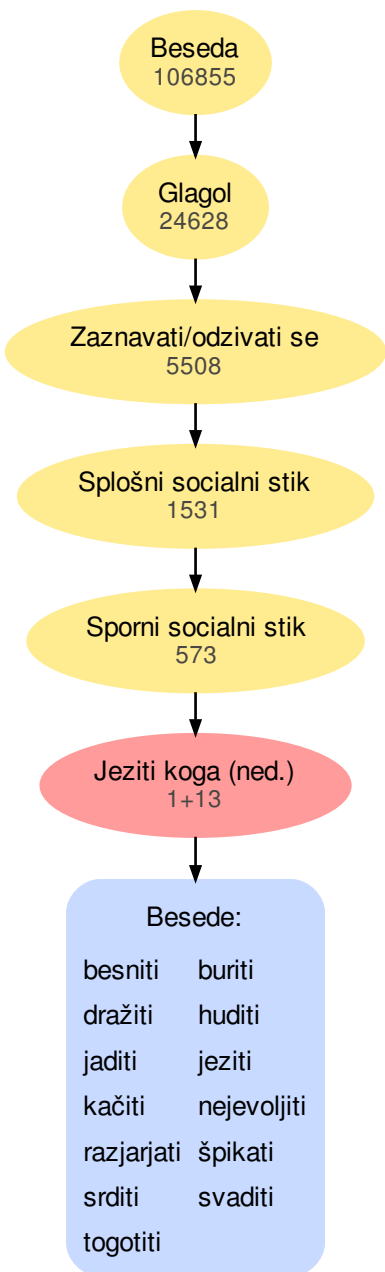 Beseda
106855
Glagol
24628
Zaznavati/odzivati se
5508
Splošni socialni stik
1531
Sporni socialni stik
573
Jeziti koga (ned.)
1+13
Besede:
besniti buriti
dražiti huditi
jaditi jeziti
kačiti nejevoljiti
razjarjati špikati
srditi svaditi
togotiti